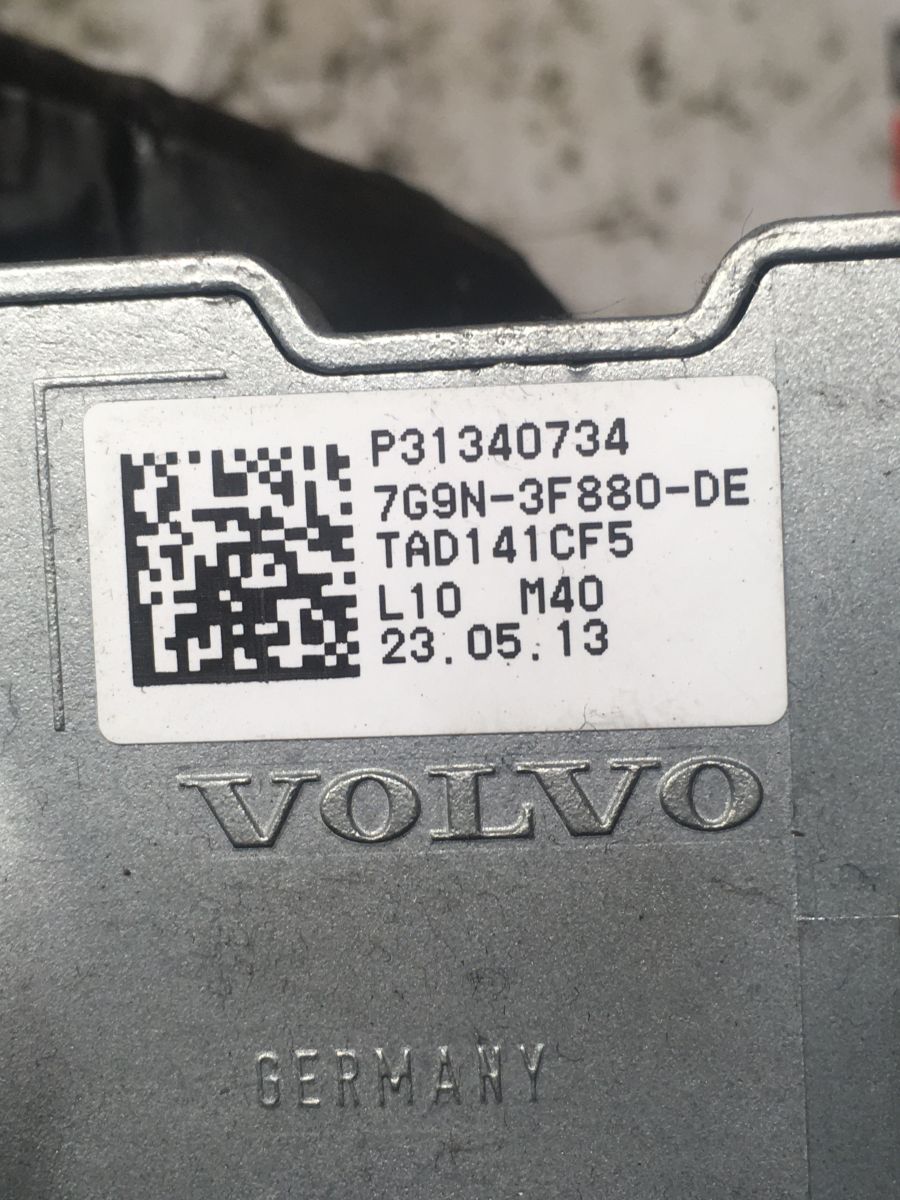 P31340734
7G9N-3F880-DE
TAD141CF5
L10 M40
23.05.13
VOLVO
GERMANY